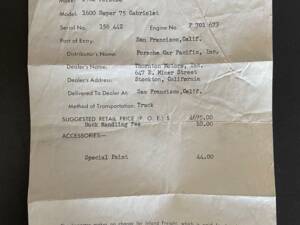 Model: 1600 Super 75 Cabriolet
Serial No. 156 442 Engine No P 701 673
Port of Entry: San Francisco, Calif.
Distributor's Name: Porsche Car Pacific, Inc.
Dealer's Name: Thornton Motors, Inc.
Dealer's Address: 647 E. Miner Street
Stockton, California
Delivered To Dealer At San Francisco, Calif.
Method of Transportation: Truck
SUGGESTED RETAIL PRICE (P. O. E.) $ 4695.00
Dock Handling Fee
ACCESSORIES—
Special Paint 44.00